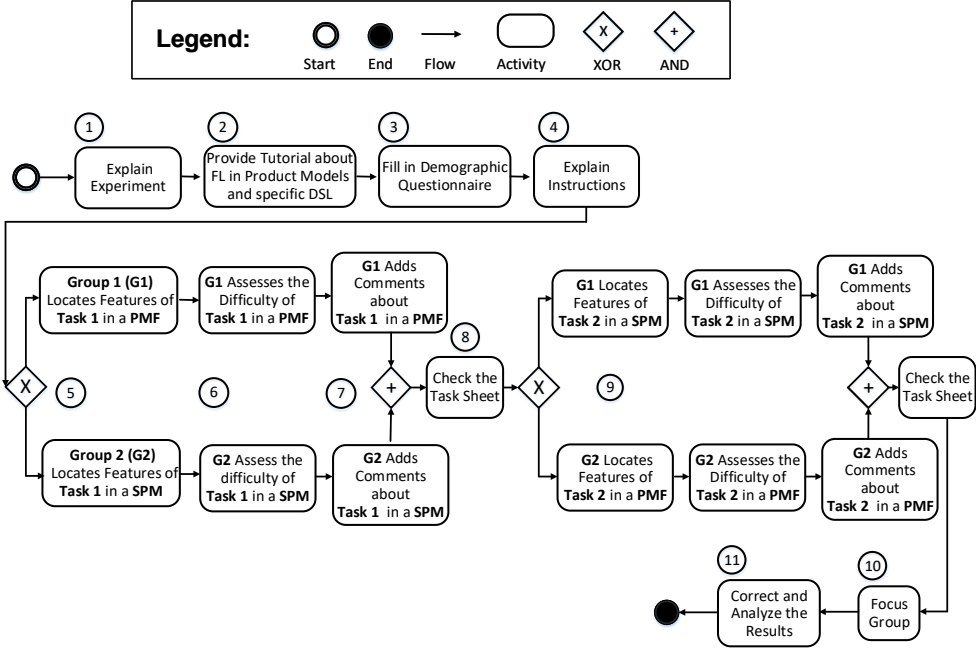 Legend:
X
+
Start
End
Flow
Activity
XOR
AND
1
2
3
4
Explain
Experiment
Provide Tutorial about
FL in Product Models
and specific DSL
Fill in Demographic
Questionnaire
Explain
Instructions
Group 1 (G1)
Locates Features of
Task 1 in a PMF
G1 Assesses the
Difficulty of
Task 1 in a PMF
G1 Adds
Comments
about
Task 1 in a PMF
8
G1 Locates
Features of
Task 2 in a SPM
G1 Assesses the
Difficulty of
Task 2 in a SPM
G1 Adds
Comments
about
Task 2 in a SPM
X
5
6
7
+
Check the
Task Sheet
X
9
+
Check the
Task Sheet
Group 2 (G2)
Locates Features of
Task 1 in a SPM
G2 Assess the
difficulty of
Task 1 in a SPM
G2 Adds
Comments
about
Task 1 in a SPM
G2 Locates
Features of
Task 2 in a PMF
G2 Assesses the
Difficulty of
Task 2 in a PMF
G2 Adds
Comments
about
Task 2 in a PMF
11
10
Correct and
Analyze the
Results
Focus
Group